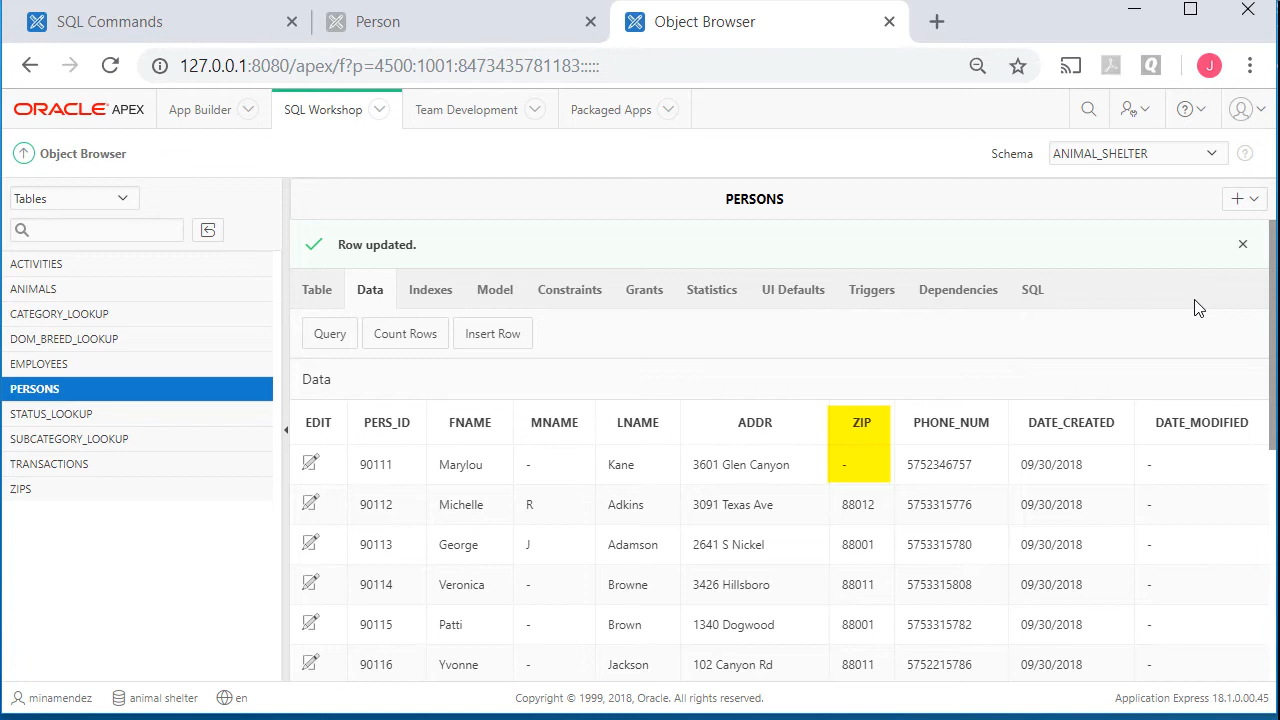 SQL Commands
Person
Object Browser
127.0.0.1:8080/apex/f?p=4500:1001:8473435781183:::::
Q
J
ORACLE APEX
App Builder
SQL Workshop
Team Development
Packaged Apps
Object Browser
Schema
ANIMAL_SHELTER
Tables
PERSONS
Row updated.
ACTIVITIES
ANIMALS
CATEGORY_LOOKUP
DOM_BREED_LOOKUP
EMPLOYEES
PERSONS
STATUS_LOOKUP
SUBCATEGORY_LOOKUP
TRANSACTIONS
ZIPS
Table Data Indexes Model Constraints Grants Statistics UI Defaults Triggers Dependencies SQL
Query Count Rows Insert Row
Data
EDIT PERS_ID FNAME MNAME LNAME ADDR ZIP PHONE_NUM DATE_CREATED DATE_MODIFIED
90111 Marylou - Kane 3601 Glen Canyon - 5752346757 09/30/2018 -
90112 Michelle R Adkins 3091 Texas Ave 88012 5753315776 09/30/2018 -
90113 George J Adamson 2641 S Nickel 88001 5753315780 09/30/2018 -
90114 Veronica - Browne 3426 Hillsboro 88011 5753315808 09/30/2018 -
90115 Patti - Brown 1340 Dogwood 88001 5753315782 09/30/2018 -
90116 Yvonne - Jackson 102 Canyon Rd 88011 5752215786 09/30/2018 -
minamendez animal shelter en
Copyright © 1999, 2018, Oracle. All rights reserved.
Application Express 18.1.0.00.45